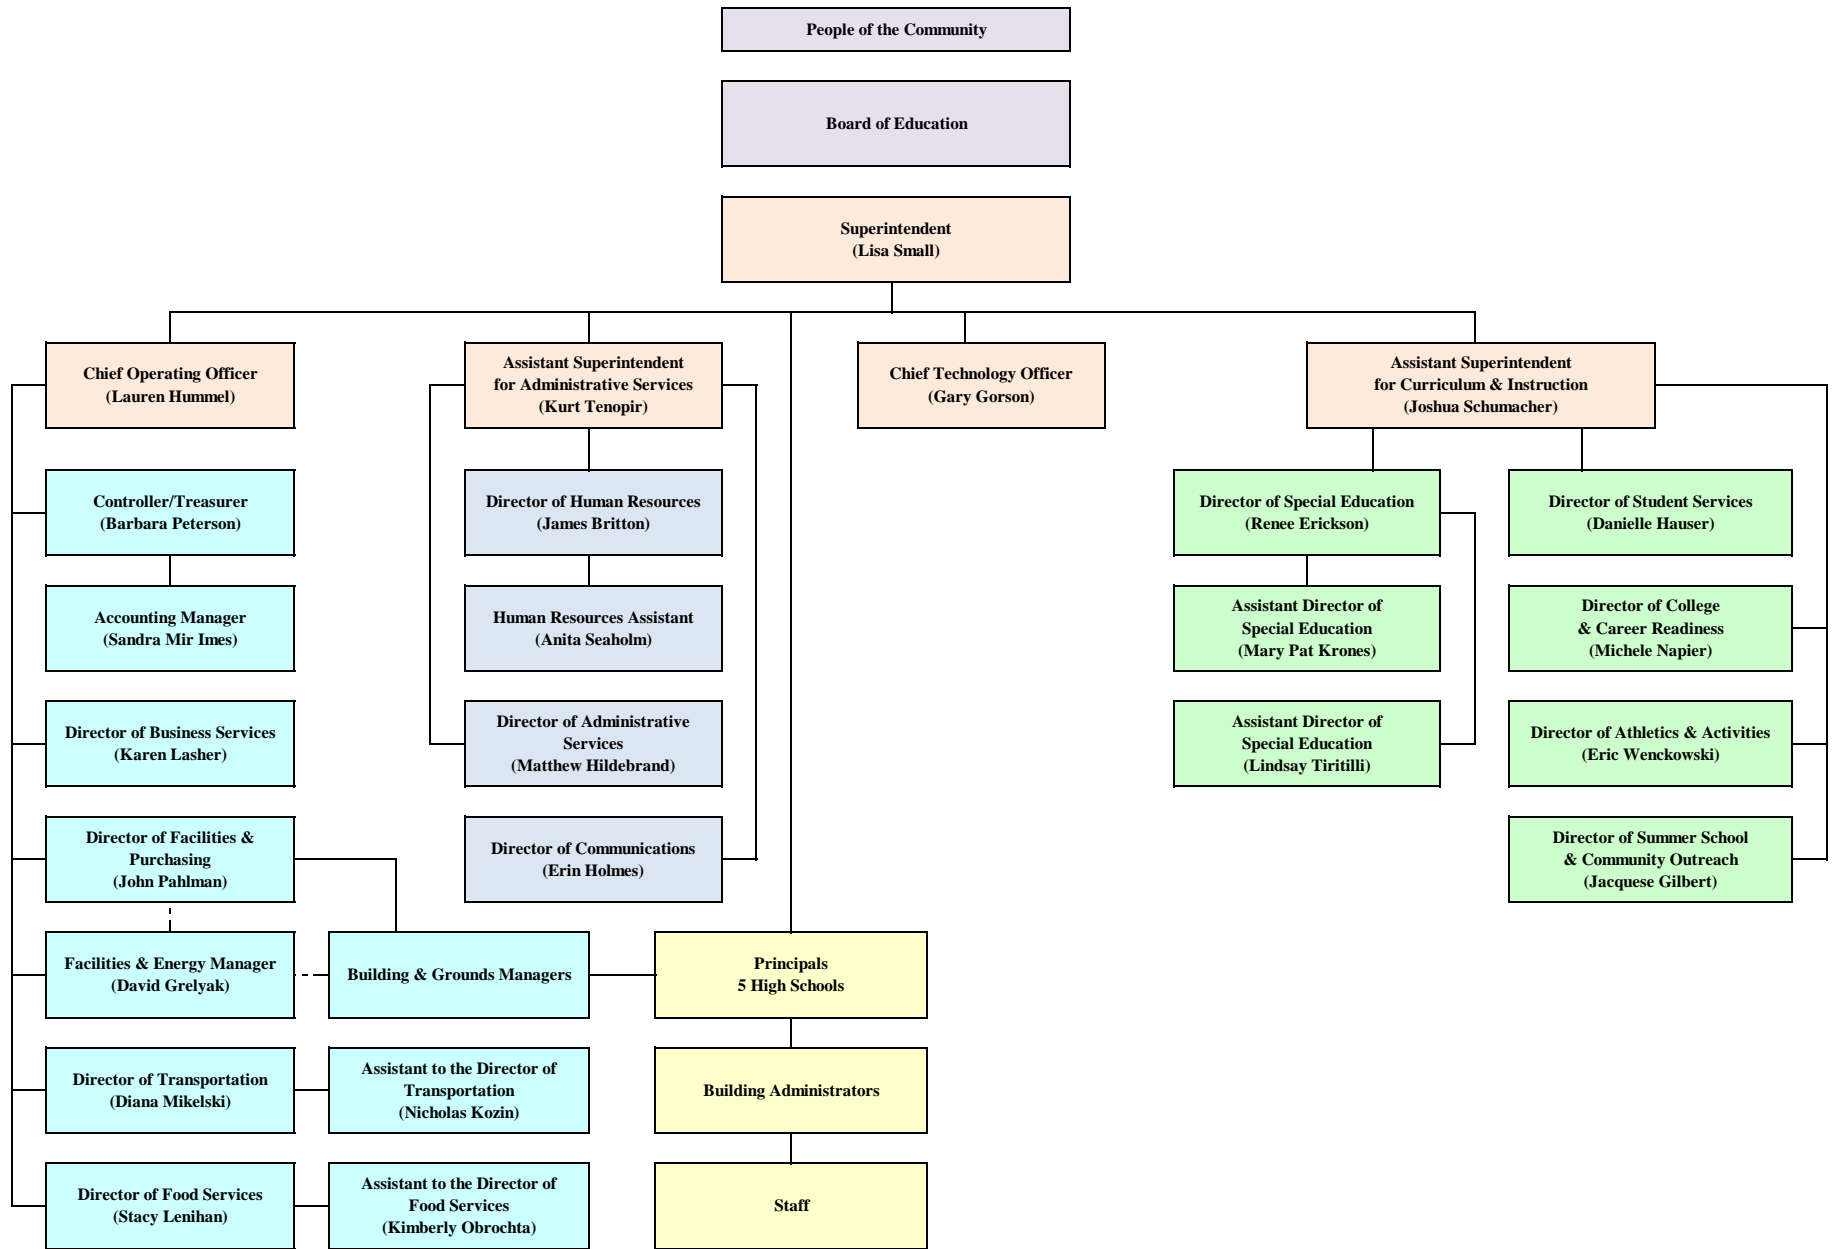 People of the Community
Board of Education
Superintendent
(Lisa Small)
Chief Operating Officer
(Lauren Hummel)
Assistant Superintendent
for Administrative Services
(Kurt Tenopir)
Chief Technology Officer
(Gary Gorson)
Assistant Superintendent
for Curriculum & Instruction
(Joshua Schumacher)
Controller/Treasurer
(Barbara Peterson)
Director of Human Resources
(James Britton)
Director of Special Education
(Renee Erickson)
Director of Student Services
(Danielle Hauser)
Accounting Manager
(Sandra Mir Imes)
Human Resources Assistant
(Anita Seaholm)
Assistant Director of
Special Education
(Mary Pat Krones)
Director of College
& Career Readiness
(Michele Napier)
Director of Business Services
(Karen Lasher)
Director of Administrative
Services
(Matthew Hildebrand)
Assistant Director of
Special Education
(Lindsay Tiritilli)
Director of Athletics & Activities
(Eric Wenckowski)
Director of Facilities &
Purchasing
(John Pahlman)
Director of Communications
(Erin Holmes)
Director of Summer School
& Community Outreach
(Jacquese Gilbert)
Facilities & Energy Manager
(David Grelyak)
Building & Grounds Managers
Principals
5 High Schools
Director of Transportation
(Diana Mikelski)
Assistant to the Director of
Transportation
(Nicholas Kozin)
Building Administrators
Director of Food Services
(Stacy Lenihan)
Assistant to the Director of
Food Services
(Kimberly Obrochta)
Staff